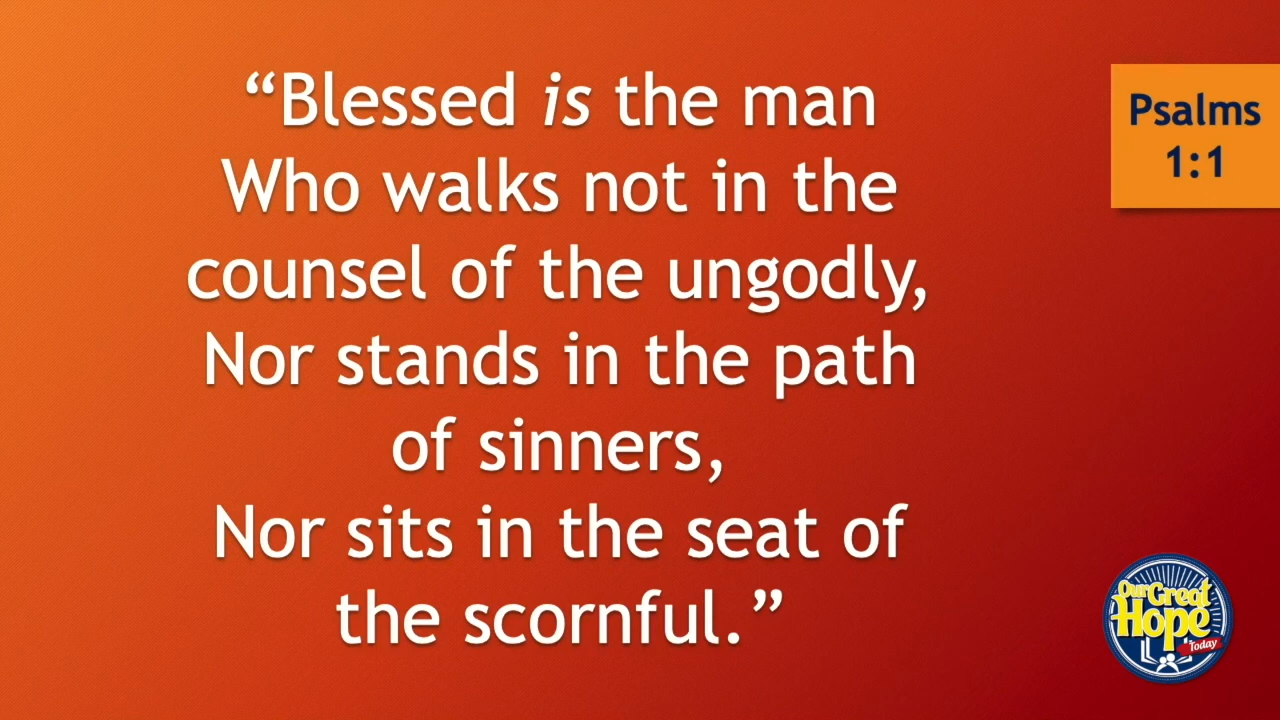 “Blessed is the man
Who walks not in the
counsel of the ungodly,
Nor stands in the path
of sinners,
Nor sits in the seat of
the scornful.”
Psalms
1:1
Our Great
Hope
Today